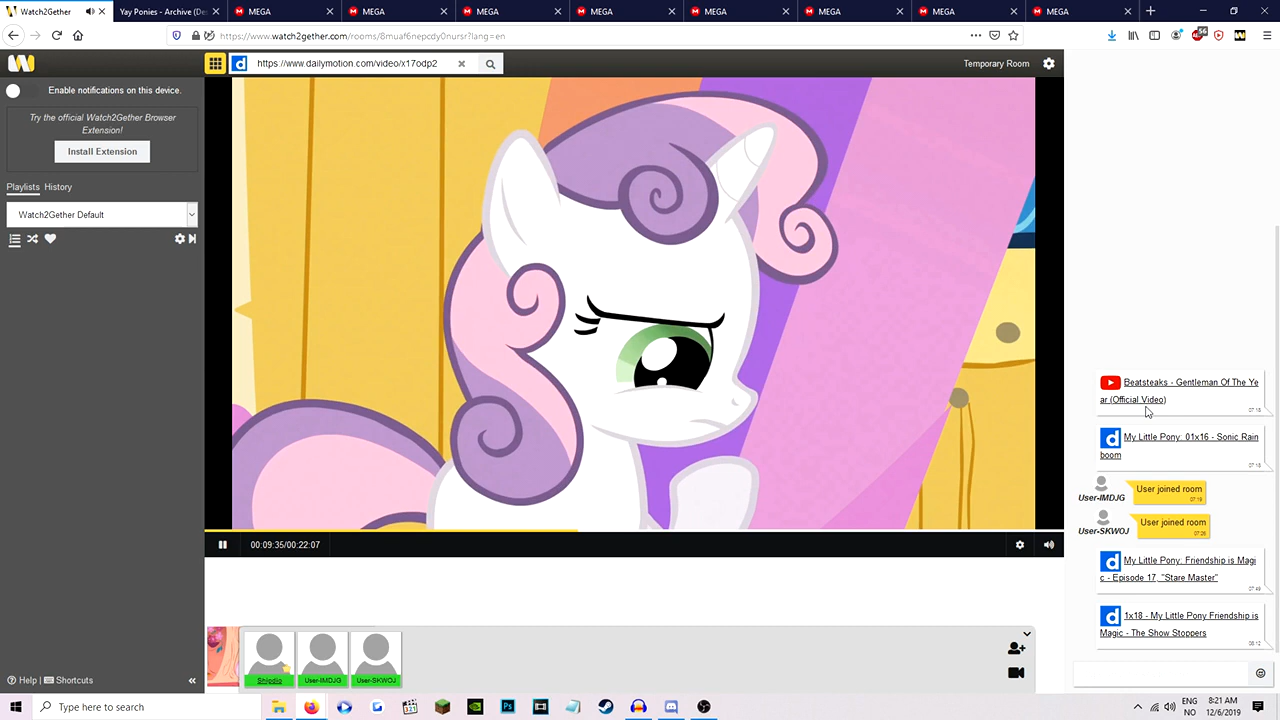 Watch2Gether
Yay Ponies - Archive (De
MEGA
MEGA
MEGA
MEGA
MEGA
MEGA
MEGA
MEGA
https://www.watch2gether.com/rooms/8muaf6nepcdy0nursr?lang=en
https://www.dailymotion.com/video/x17odp2
Temporary Room
Enable notifications on this device.
Try the official Watch2Gether Browser
Extension!
Install Extension
Playlists History
Watch2Gether Default
Beatsteaks - Gentleman Of The Ye
ar (Official Video)
07:18
My Little Pony: 01x16 - Sonic Rain
boom
07:18
User joined room
07:19
User-IMDJG
User joined room
07:26
User-SKWOJ
My Little Pony: Friendship is Magi
c - Episode 17, "Stare Master"
07:49
1x18 - My Little Pony Friendship is
Magic - The Show Stoppers
08:12
00:09:35/00:22:07
User-IMDJG
User-SKWOJ
Help | Shortcuts
Type here to search
ENG
NO
8:21 AM
12/6/2019